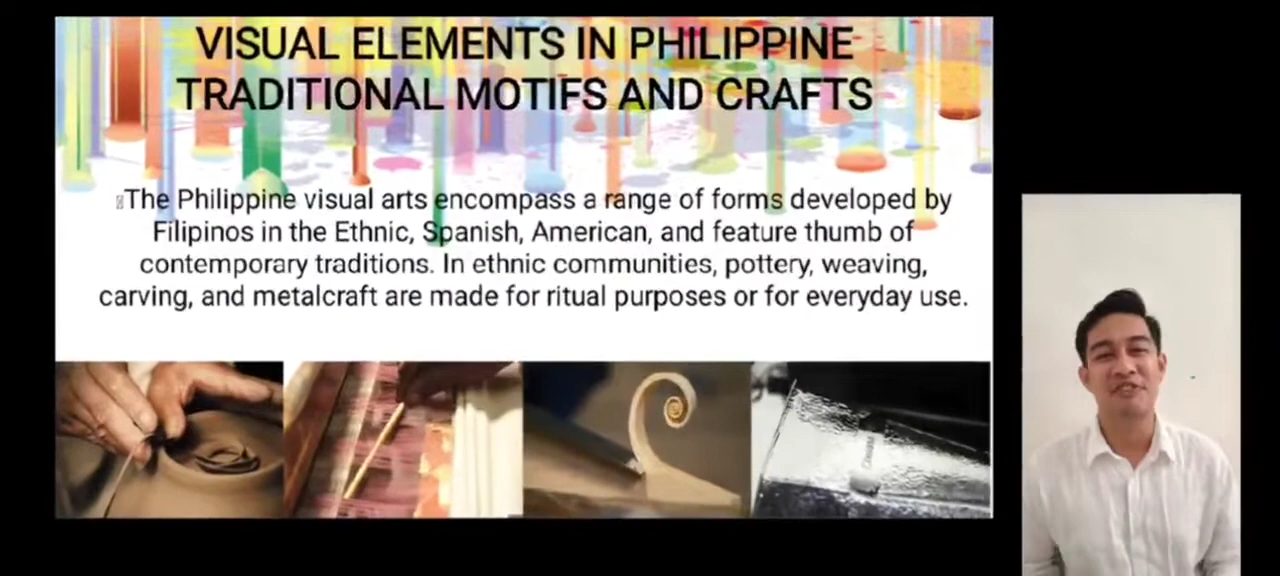 VISUAL ELEMENTS IN PHILIPPINE
TRADITIONAL MOTIFS AND CRAFTS
The Philippine visual arts encompass a range of forms developed by
Filipinos in the Ethnic, Spanish, American, and feature thumb of
contemporary traditions. In ethnic communities, pottery, weaving,
carving, and metalcraft are made for ritual purposes or for everyday use.